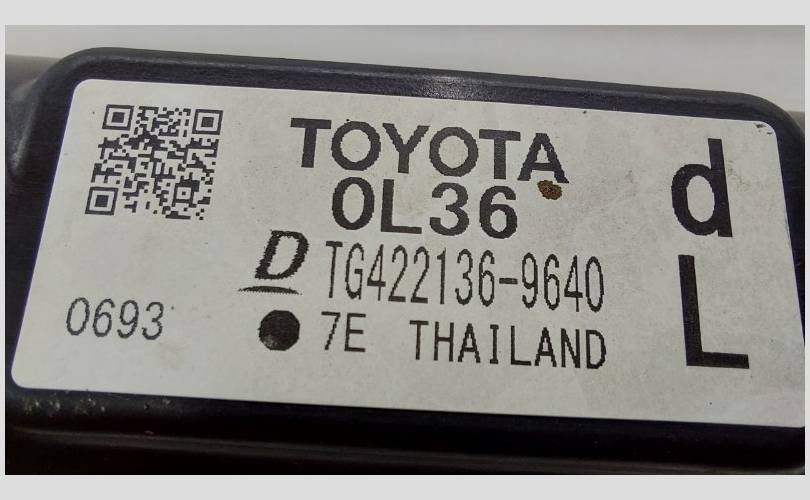 TOYOTA
0L36
D TG422136-9640
7E THAILAND
0693
d
L